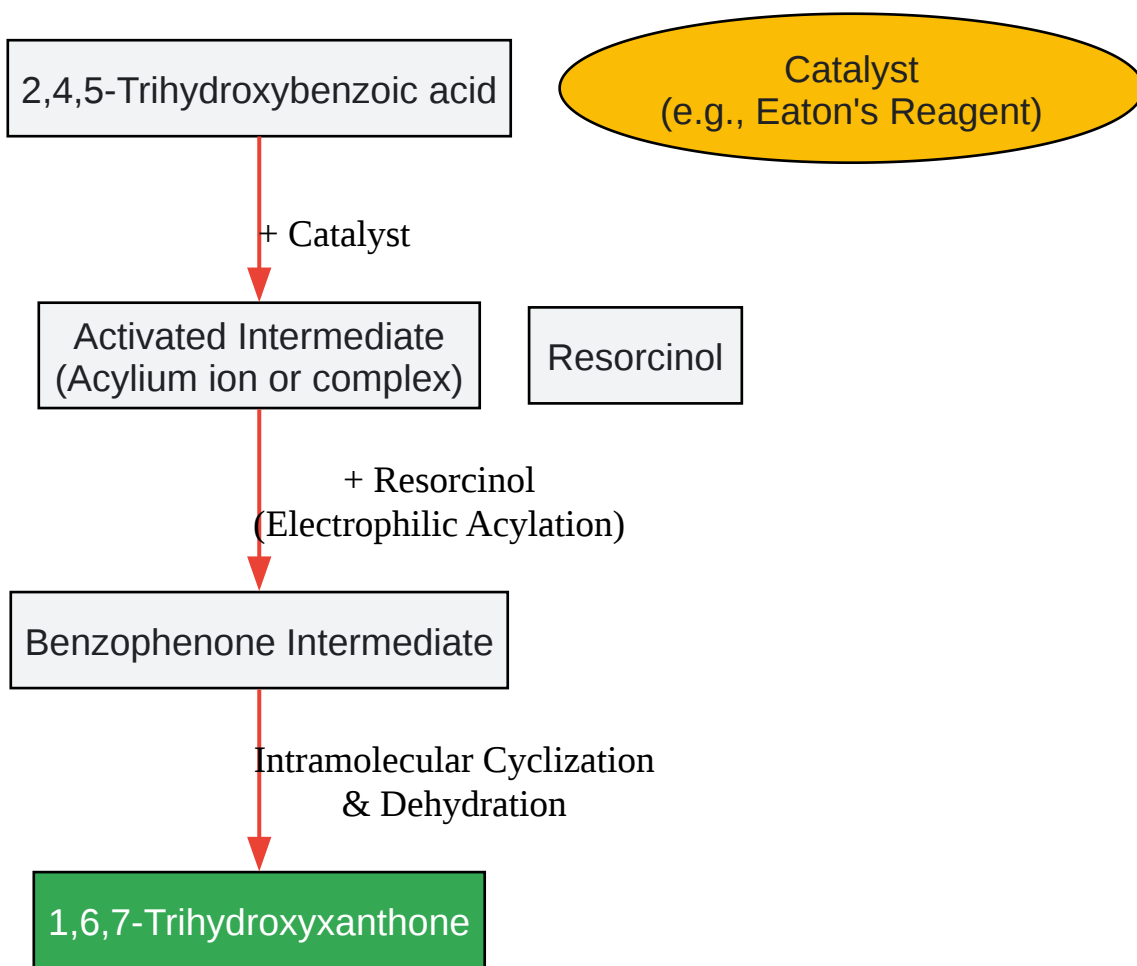 2,4,5-Trihydroxybenzoic acid
Catalyst
(e.g., Eaton's Reagent)
+ Catalyst
Activated Intermediate
(Acylium ion or complex)
Resorcinol
+ Resorcinol
(Electrophilic Acylation)
Benzophenone Intermediate
Intramolecular Cyclization
& Dehydration
1,6,7-Trihydroxyxanthone